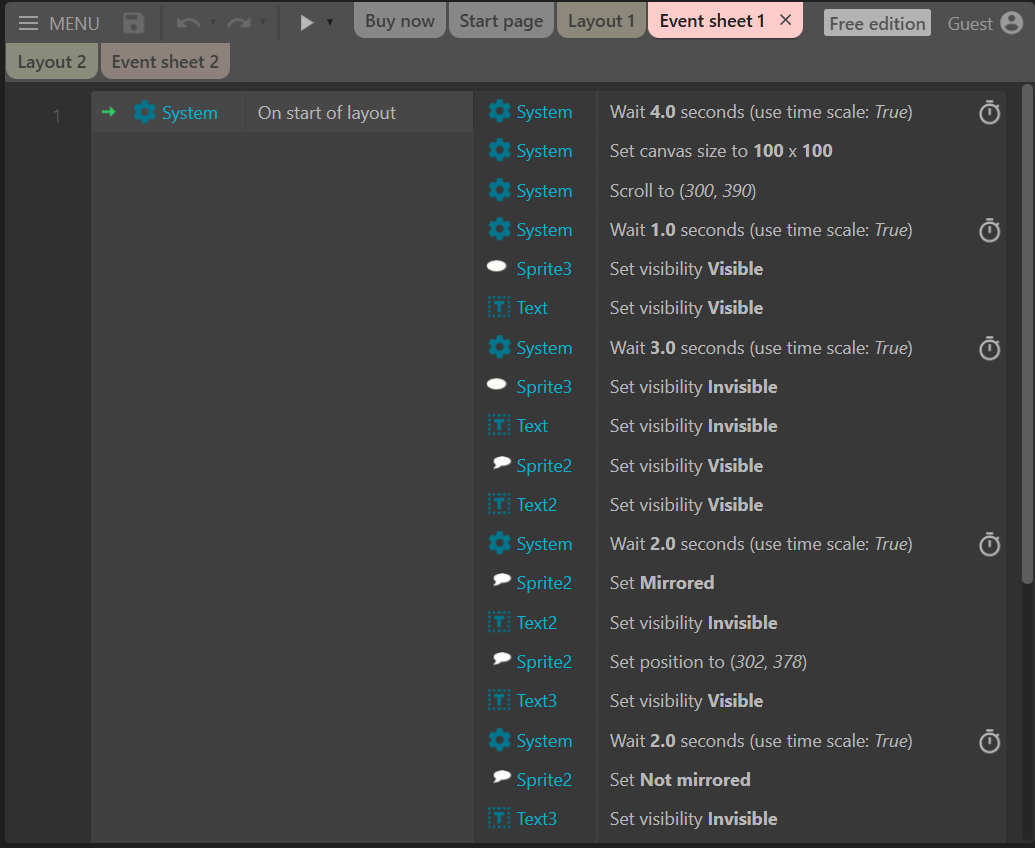 MENU Buy now Start page Layout 1 Event sheet 1 × Free edition Guest
Layout 2 Event sheet 2
1 System On start of layout System Wait 4.0 seconds (use time scale: True)
System Set canvas size to 100 x 100
System Scroll to (300, 390)
System Wait 1.0 seconds (use time scale: True)
Sprite3 Set visibility Visible
T Text Set visibility Visible
System Wait 3.0 seconds (use time scale: True)
Sprite3 Set visibility Invisible
T Text Set visibility Invisible
Sprite2 Set visibility Visible
T Text2 Set visibility Visible
System Wait 2.0 seconds (use time scale: True)
Sprite2 Set Mirrored
T Text2 Set visibility Invisible
Sprite2 Set position to (302, 378)
T Text3 Set visibility Visible
System Wait 2.0 seconds (use time scale: True)
Sprite2 Set Not mirrored
T Text3 Set visibility Invisible